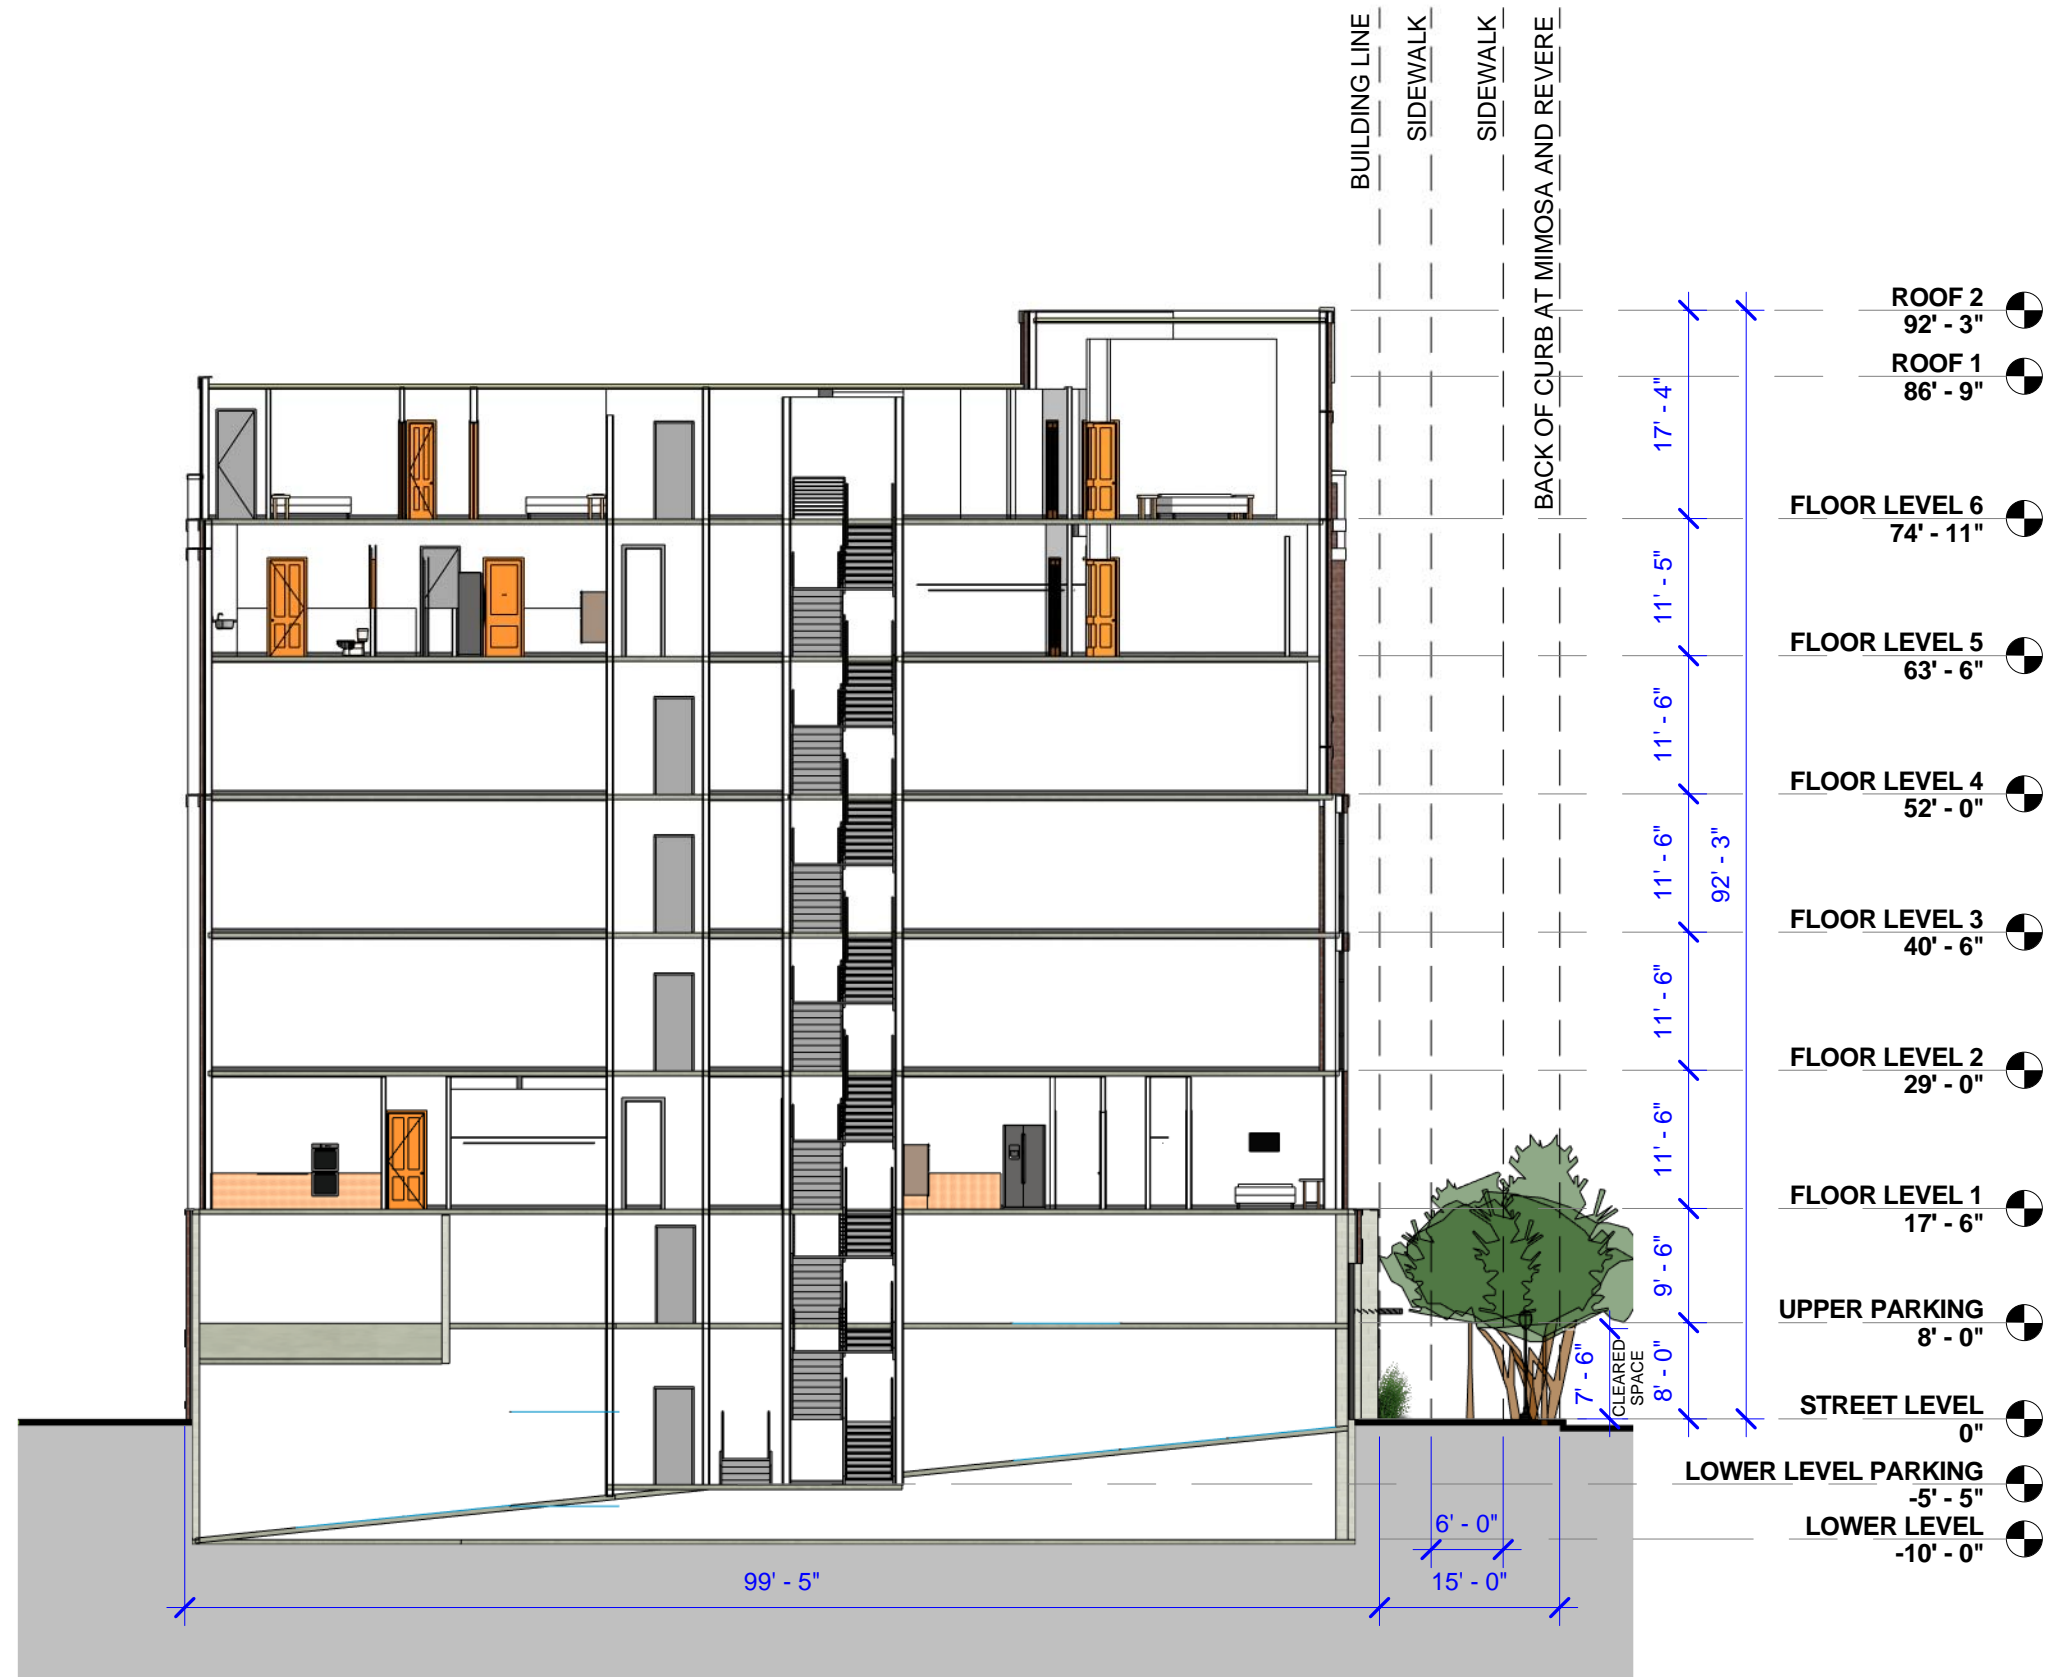 BUILDING LINE
SIDEWALK
SIDEWALK
BACK OF CURB AT MIMOSA AND REVERE
ROOF 2
92' - 3"
ROOF 1
86' - 9"
17' - 4"
FLOOR LEVEL 6
74' - 11"
11' - 5"
FLOOR LEVEL 5
63' - 6"
11' - 6"
FLOOR LEVEL 4
52' - 0"
11' - 6"
92' - 3"
FLOOR LEVEL 3
40' - 6"
11' - 6"
FLOOR LEVEL 2
29' - 0"
11' - 6"
FLOOR LEVEL 1
17' - 6"
9' - 6"
UPPER PARKING
8' - 0"
7' - 6"
CLEARED
SPACE
8' - 0"
STREET LEVEL
0"
LOWER LEVEL PARKING
-5' - 5"
LOWER LEVEL
-10' - 0"
6' - 0"
99' - 5"
15' - 0"